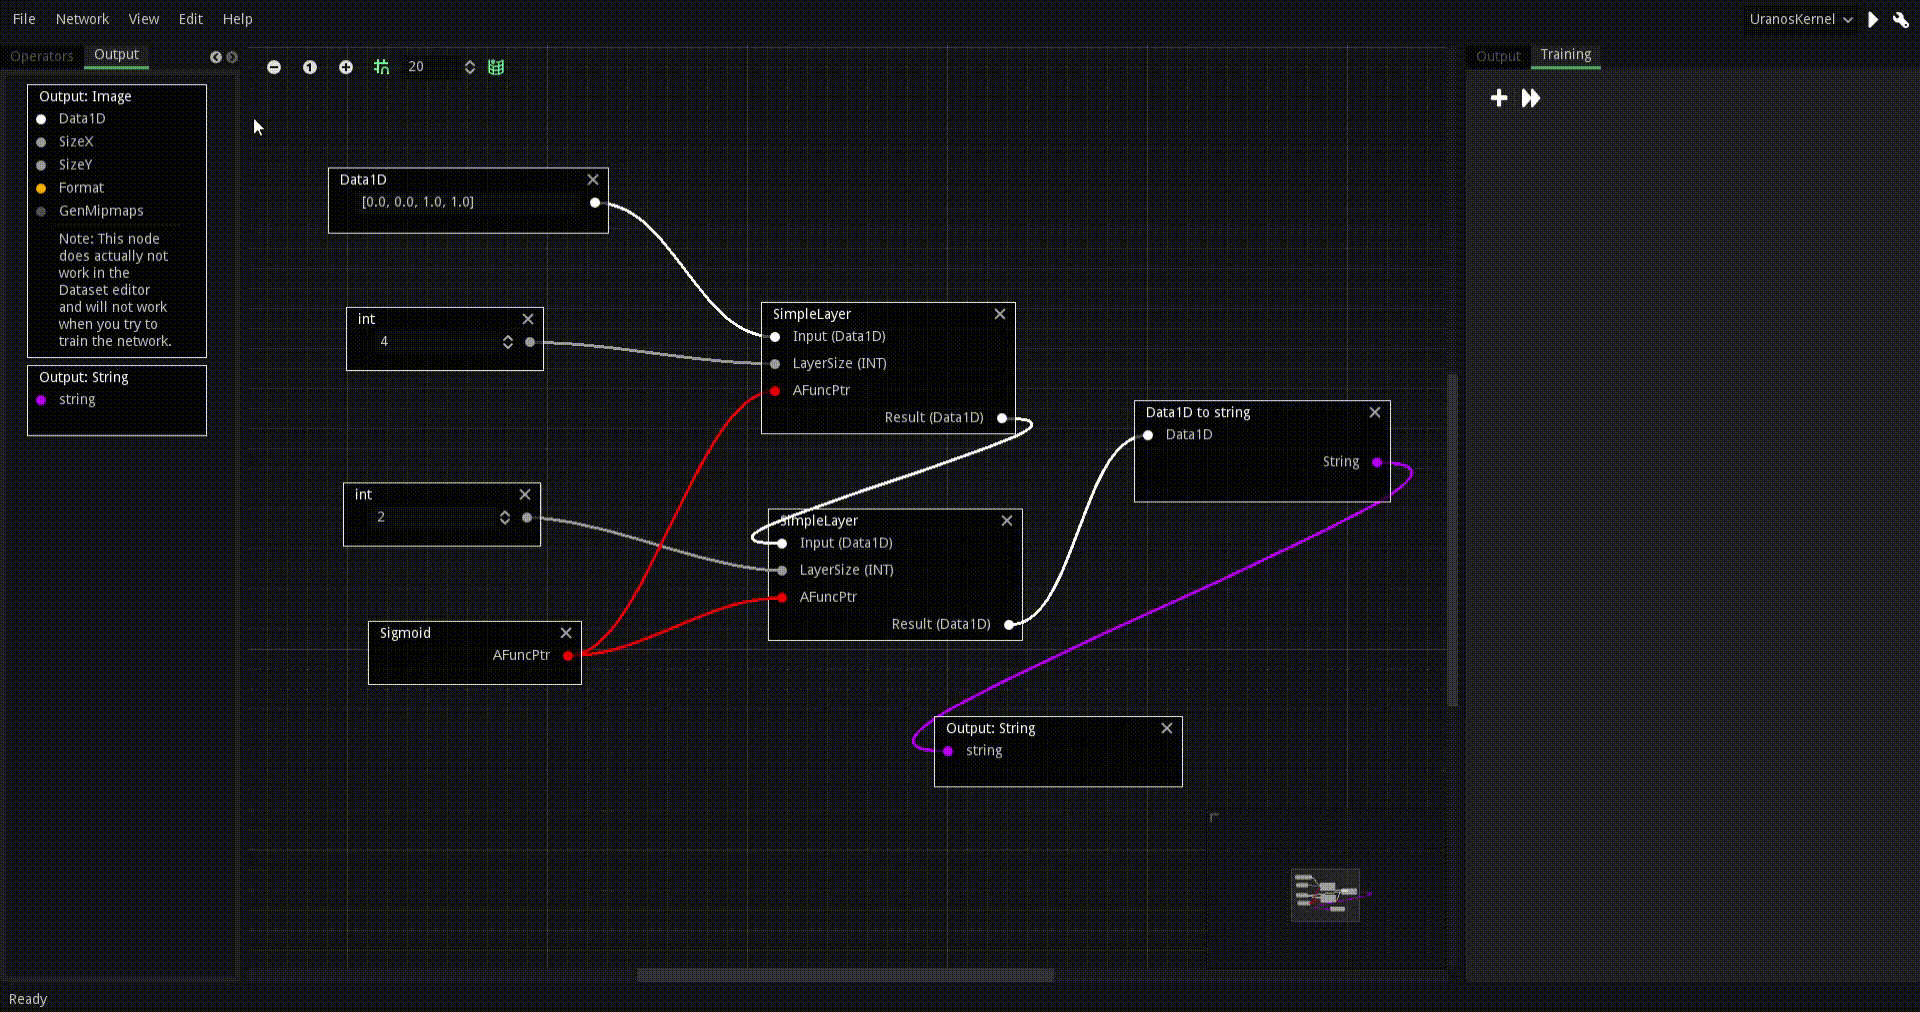 File Network View Edit Help
UranosKernel
Operators Output
20
Output Training
Output: Image
Data1D
SizeX
SizeY
Format
GenMipmaps
Note: This node
does actually not
work in the
Dataset editor
and will not work
when you try to
train the network.
Output: String
string
Data1D
[0.0, 0.0, 1.0, 1.0]
int
4
int
2
Sigmoid
AFuncPtr
SimpleLayer
Input (Data1D)
LayerSize (INT)
AFuncPtr
Result (Data1D)
SimpleLayer
Input (Data1D)
LayerSize (INT)
AFuncPtr
Result (Data1D)
Data1D to string
Data1D
String
Output: String
string
Ready